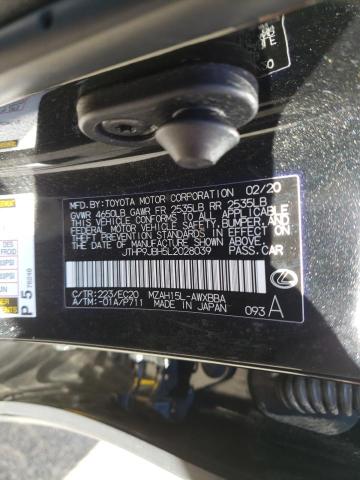 MFD. BY: TOYOTA MOTOR CORPORATION 02/20
GVWR 4650LB GAWR FR 2535LB RR 2535LB
THIS VEHICLE CONFORMS TO ALL APPLICABLE
FEDERAL MOTOR VEHICLE SAFETY, BUMPER, AND
THEFT PREVENTION STANDARDS IN EFFECT ON
THE DATE OF MANUFACTURE SHOWN ABOVE.
JTHP9JBH5L2028039 PASS.CAR
C/TR: 223/EC20 MZAH15L-AWXBBA
A/TM: -01A/P711 MADE IN JAPAN 093 A
P 5